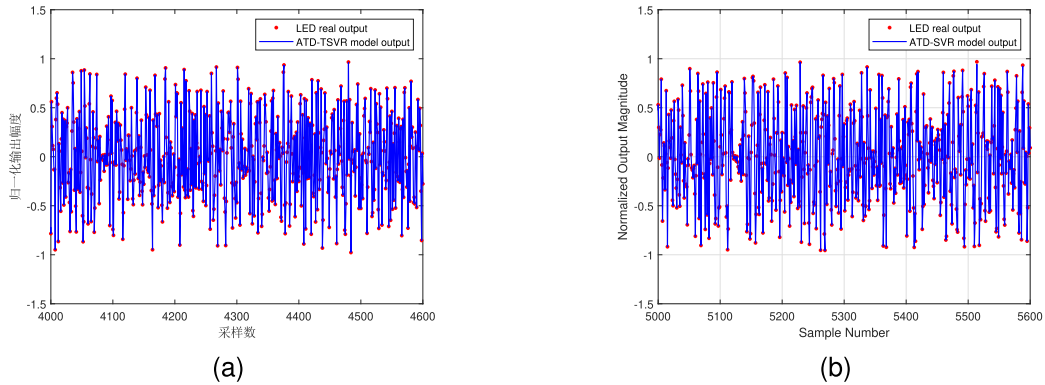 LED real output
ATD-TSVR model output
1.5
1
0.5
0
-0.5
-1
-1.5
归一化输出幅度
4000
4100
4200
4300
4400
4500
4600
采样数
(a)
LED real output
ATD-SVR model output
1.5
1
0.5
0
-0.5
-1
-1.5
Normalized Output Magnitude
5000
5100
5200
5300
5400
5500
5600
Sample Number
(b)